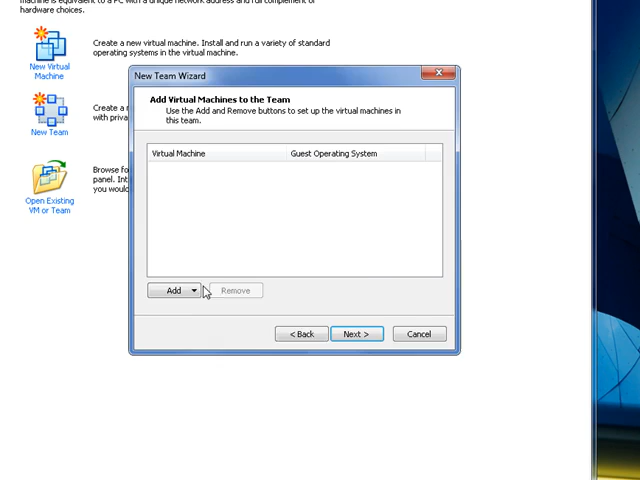 machine is equivalent to a PC with a unique network address and full complement of
hardware choices.
New Virtual
Machine
Create a new virtual machine. Install and run a variety of standard
operating systems in the virtual machine.
New Team
Create a
with priva
Open Existing
VM or Team
Browse fo
panel. Int
you would
New Team Wizard
Add Virtual Machines to the Team
Use the Add and Remove buttons to set up the virtual machines in
this team.
Virtual Machine Guest Operating System
Add Remove
< Back Next > Cancel